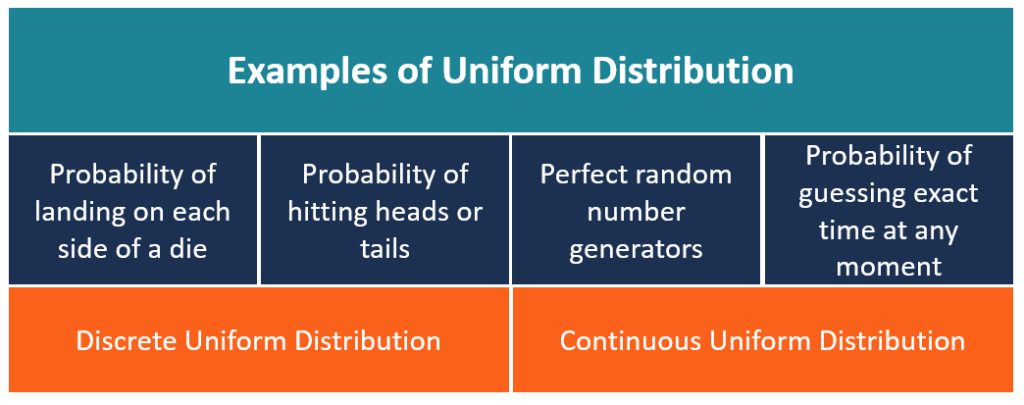 Examples of Uniform Distribution
Probability of
landing on each
side of a die
Probability of
hitting heads or
tails
Perfect random
number
generators
Probability of
guessing exact
time at any
moment
Discrete Uniform Distribution
Continuous Uniform Distribution